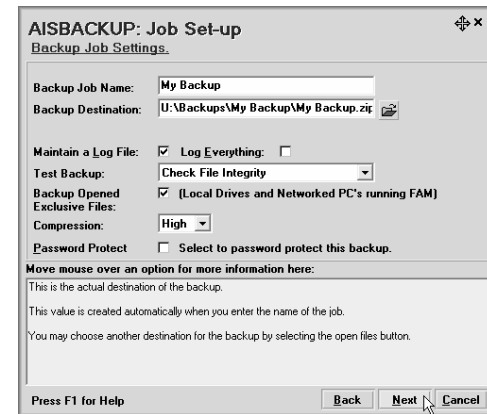 AISBACKUP: Job Set-up
Backup Job Settings.
Backup Job Name: My Backup
Backup Destination: U:\Backups\My Backup\My Backup.zip
Maintain a Log File: Log Everything:
Test Backup: Check File Integrity
Backup Opened (Local Drives and Networked PC's running FAM)
Exclusive Files:
Compression: High
Password Protect Select to password protect this backup.
Move mouse over an option for more information here:
This is the actual destination of the backup.
This value is created automatically when you enter the name of the job.
You may choose another destination for the backup by selecting the open files button.
Press F1 for Help Back Next Cancel